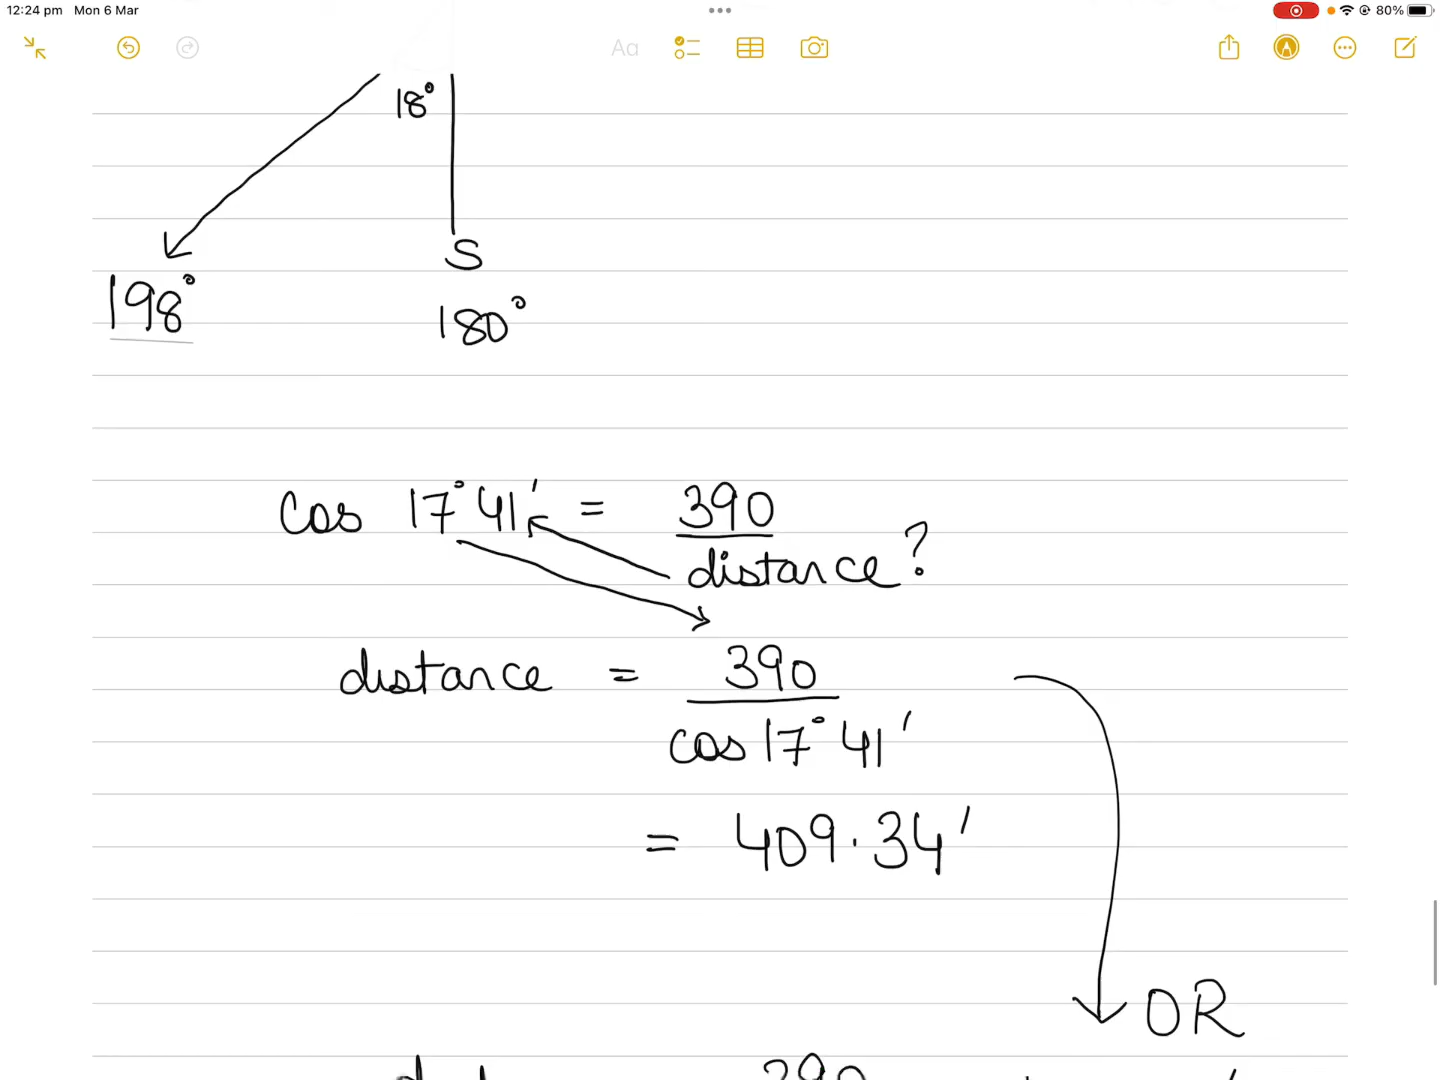 12:24 pm Mon 6 Mar
80%
Aa
18°
S
198°
180°
cos 17° 41′ = 390
distance?
distance = 390
cos 17° 41′
= 409.34′
OR
390